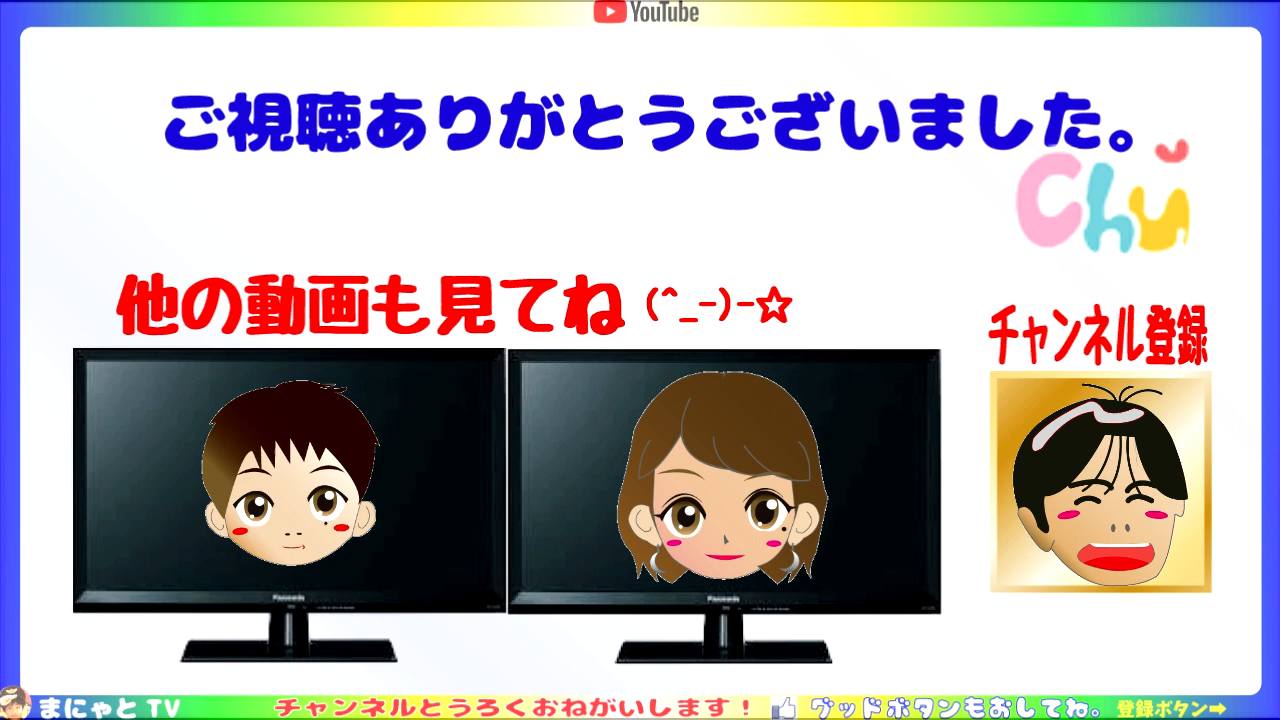 YouTube
ご視聴ありがとうございました。
Chu
他の動画も見てね (^_-)-☆
チャンネル登録
まにゃと TV
チャンネルとうろくおねがいします！
グッドボタンもおしてね。
登録ボタン➡